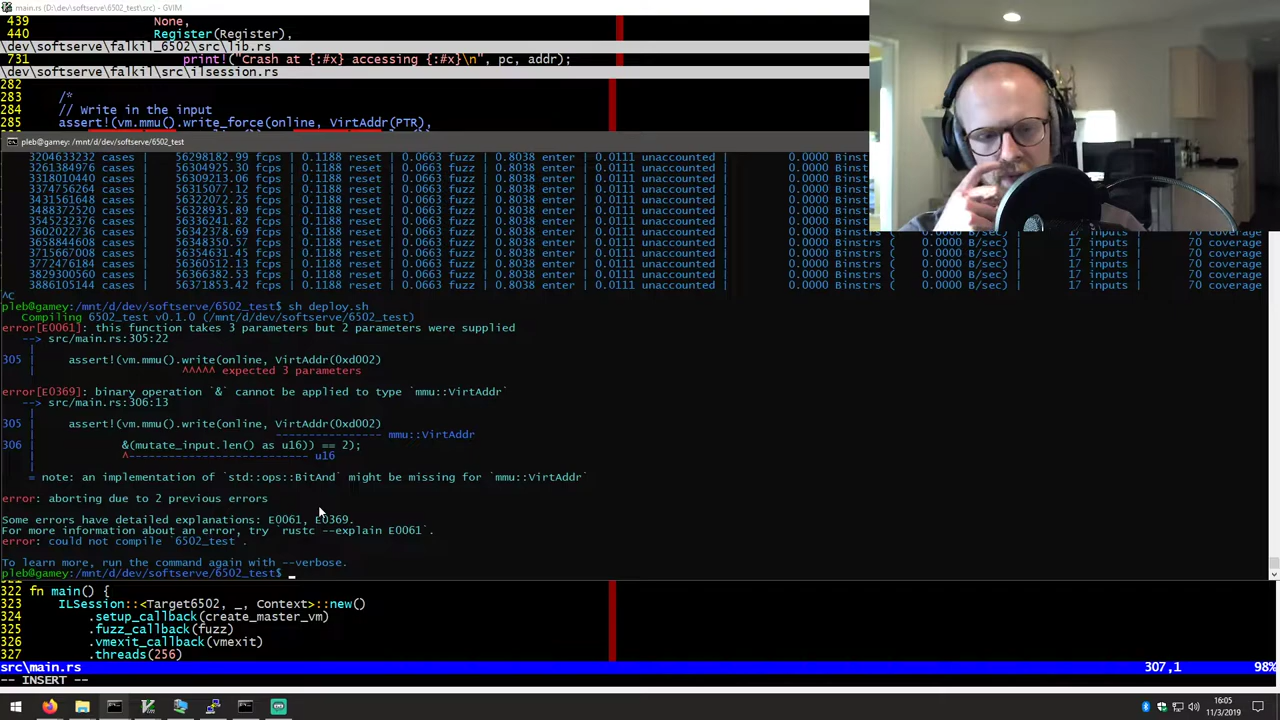 main.rs (D:\dev\softserve\6502_test\src) - GVIM
439 None,
440 Register(Register),
\dev\softserve\falkil_6502\src\lib.rs
731 print!("Crash at {:#x} accessing {:#x}\n", pc, addr);
\dev\softserve\falkil\src\ilsession.rs
282
283 /*
284 // Write in the input
285 assert!(vm.mmu().write_force(online, VirtAddr(PTR),
pleb@gamey: /mnt/d/dev/softserve/6502_test
3204633232 cases | 56298182.99 fcps | 0.1188 reset | 0.0663 fuzz | 0.8038 enter | 0.0111 unaccounted | 0.0000 Binstr
3261384976 cases | 56304925.30 fcps | 0.1188 reset | 0.0663 fuzz | 0.8038 enter | 0.0111 unaccounted | 0.0000 Binstr
3318010440 cases | 56309213.06 fcps | 0.1188 reset | 0.0663 fuzz | 0.8038 enter | 0.0111 unaccounted | 0.0000 Binstr
3374756264 cases | 56315077.12 fcps | 0.1188 reset | 0.0663 fuzz | 0.8038 enter | 0.0111 unaccounted | 0.0000 Binstr
3431561648 cases | 56322072.25 fcps | 0.1188 reset | 0.0663 fuzz | 0.8038 enter | 0.0111 unaccounted | 0.0000 Binstr
3488372520 cases | 56328935.89 fcps | 0.1188 reset | 0.0663 fuzz | 0.8038 enter | 0.0111 unaccounted | 0.0000 Binstr
3545232376 cases | 56336241.82 fcps | 0.1188 reset | 0.0663 fuzz | 0.8038 enter | 0.0111 unaccounted | 0.0000 Binstr
3602022736 cases | 56342378.69 fcps | 0.1188 reset | 0.0663 fuzz | 0.8038 enter | 0.0111 unaccounted | 0.0000 Binstrs ( 0.0000 B/sec) | 17 inputs | 70 coverage
3658844608 cases | 56348350.57 fcps | 0.1188 reset | 0.0663 fuzz | 0.8038 enter | 0.0111 unaccounted | 0.0000 Binstrs ( 0.0000 B/sec) | 17 inputs | 70 coverage
3715667008 cases | 56354631.45 fcps | 0.1188 reset | 0.0663 fuzz | 0.8038 enter | 0.0111 unaccounted | 0.0000 Binstrs ( 0.0000 B/sec) | 17 inputs | 70 coverage
3772476184 cases | 56360512.13 fcps | 0.1188 reset | 0.0663 fuzz | 0.8038 enter | 0.0111 unaccounted | 0.0000 Binstrs ( 0.0000 B/sec) | 17 inputs | 70 coverage
3829300560 cases | 56366382.53 fcps | 0.1188 reset | 0.0663 fuzz | 0.8038 enter | 0.0111 unaccounted | 0.0000 Binstrs ( 0.0000 B/sec) | 17 inputs | 70 coverage
3886105144 cases | 56371853.42 fcps | 0.1188 reset | 0.0663 fuzz | 0.8038 enter | 0.0111 unaccounted | 0.0000 Binstrs ( 0.0000 B/sec) | 17 inputs | 70 coverage
^C
pleb@gamey:/mnt/d/dev/softserve/6502_test$ sh deploy.sh
Compiling 6502_test v0.1.0 (/mnt/d/dev/softserve/6502_test)
error[E0061]: this function takes 3 parameters but 2 parameters were supplied
--> src/main.rs:305:22
|
305 | assert!(vm.mmu().write(online, VirtAddr(0xd002)
| ^^^^^ expected 3 parameters
error[E0369]: binary operation `&` cannot be applied to type `mmu::VirtAddr`
--> src/main.rs:306:13
|
305 | assert!(vm.mmu().write(online, VirtAddr(0xd002)
| ---------------- mmu::VirtAddr
306 | &(mutate_input.len() as u16)) == 2);
| ^--------------------------- u16
|
= note: an implementation of `std::ops::BitAnd` might be missing for `mmu::VirtAddr`
error: aborting due to 2 previous errors
Some errors have detailed explanations: E0061, E0369.
For more information about an error, try `rustc --explain E0061`.
error: could not compile `6502_test`.
To learn more, run the command again with --verbose.
pleb@gamey:/mnt/d/dev/softserve/6502_test$
322 fn main() {
323 ILSession::<Target6502, _, Context>::new()
324 .setup_callback(create_master_vm)
325 .fuzz_callback(fuzz)
326 .vmexit_callback(vmexit)
327 .threads(256)
src\main.rs 307,1 98%
-- INSERT --
16:05
11/3/2019